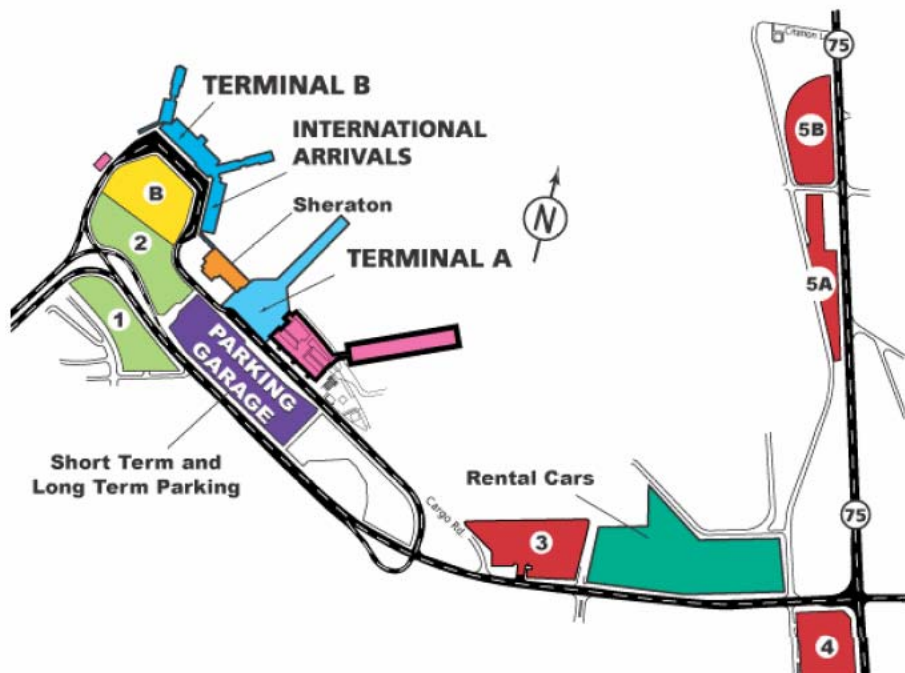 75
Citation L
TERMINAL B
5B
INTERNATIONAL
ARRIVALS
B
Sheraton
N
2
TERMINAL A
5A
1
PARKING
GARAGE
Short Term and
Long Term Parking
Rental Cars
Cargo Rd.
75
3
4